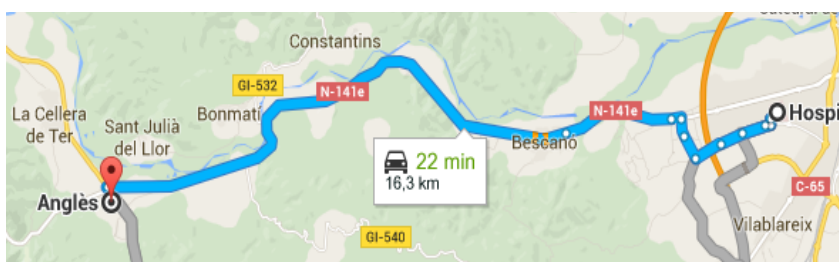 Constantins
GI-532
N-141e
La Cellera
de Ter
Bonmatí
Sant Julià
del Llor
N-141e
Hospi
Bescanó
22 min
16,3 km
Anglès
C-65
Vilablareix
GI-540